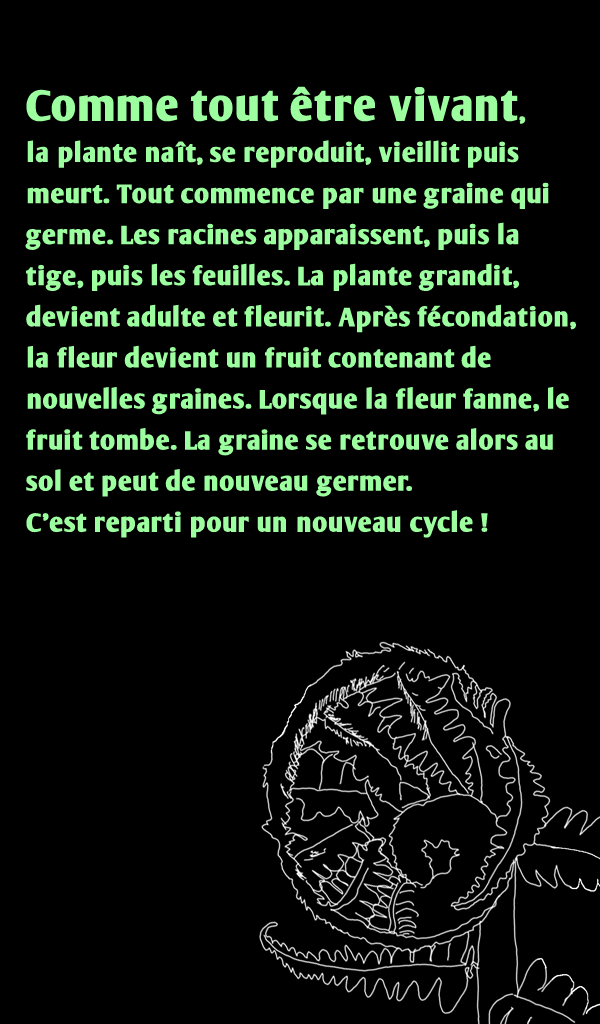 Comme tout être vivant,
la plante naît, se reproduit, vieillit puis
meurt. Tout commence par une graine qui
germe. Les racines apparaissent, puis la
tige, puis les feuilles. La plante grandit,
devient adulte et fleurit. Après fécondation,
la fleur devient un fruit contenant de
nouvelles graines. Lorsque la fleur fanne, le
fruit tombe. La graine se retrouve alors au
sol et peut de nouveau germer.
C’est reparti pour un nouveau cycle !